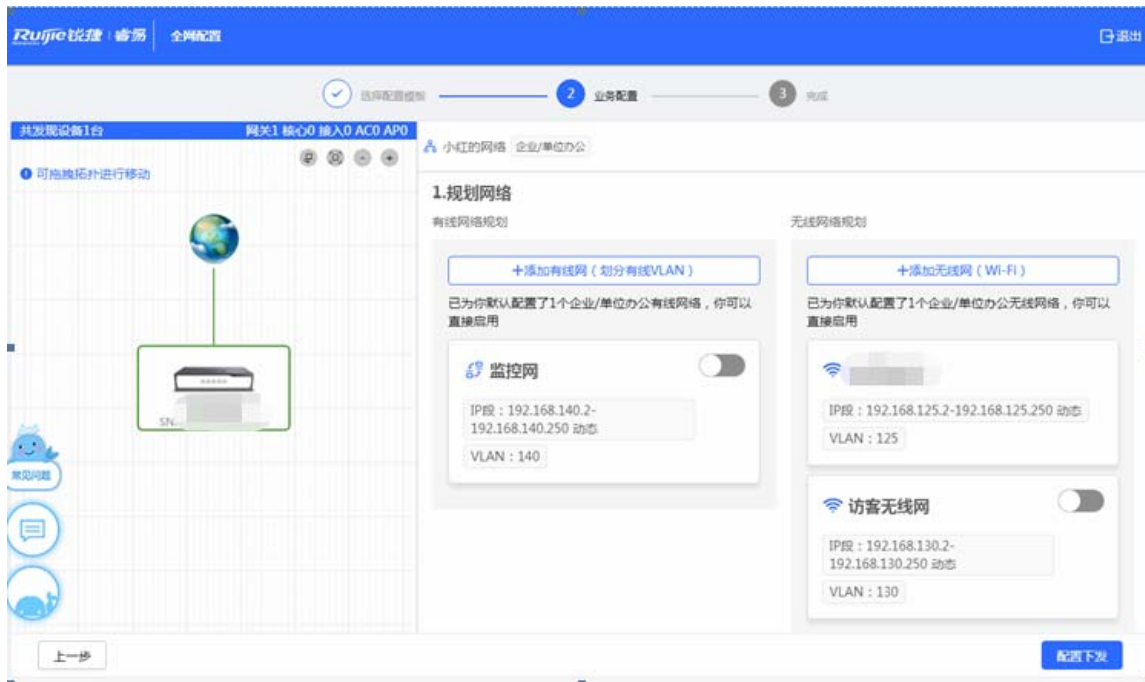 Ruijie锐捷 | 睿易 全网配置
退出
选择配置模板
2 业务配置
3 完成
共发现设备1台 网关1 核心0 接入0 AC0 AP0
可拖拽拓扑进行移动
SN:
常见问题
小红的网络 企业/单位办公
1.规划网络
有线网络规划
+添加有线网（划分有线VLAN）
已为你默认配置了1个企业/单位办公有线网络，你可以
直接启用
监控网
IP段：192.168.140.2-
192.168.140.250 动态
VLAN：140
无线网络规划
+添加无线网（Wi-Fi）
已为你默认配置了1个企业/单位办公无线网络，你可以
直接启用
IP段：192.168.125.2-192.168.125.250 动态
VLAN：125
访客无线网
IP段：192.168.130.2-
192.168.130.250 动态
VLAN：130
上一步
配置下发